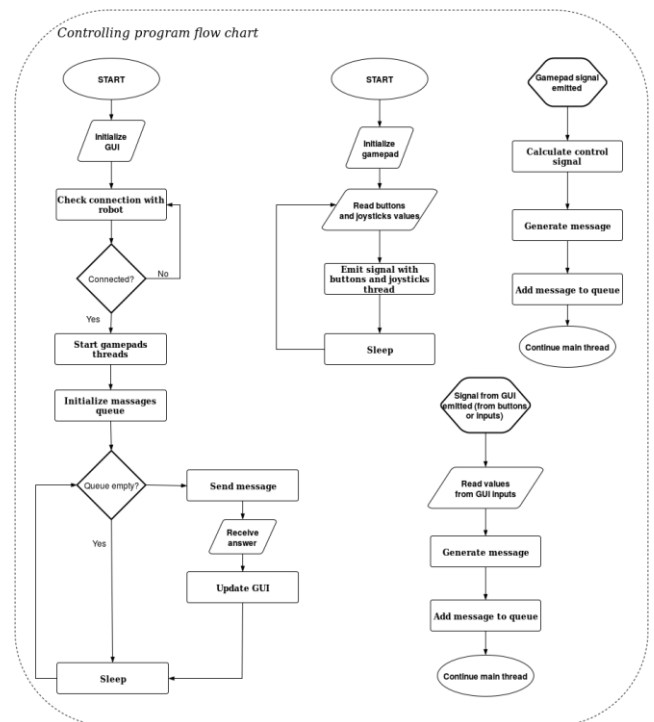 Controlling program flow chart
START
Initialize
GUI
Check connection with
robot
Connected?
No
Yes
Start gamepads
threads
Initialize massages
queue
Queue empty?
Yes
Send message
Receive
answer
Update GUI
Sleep
START
Initialize
gamepad
Read buttons
and joysticks values
Emit signal with
buttons and joysticks
thread
Sleep
Gamepad signal
emitted
Calculate control
signal
Generate message
Add message to queue
Continue main thread
Signal from GUI
emitted (from buttons
or inputs)
Read values
from GUI inputs
Generate message
Add message to queue
Continue main thread